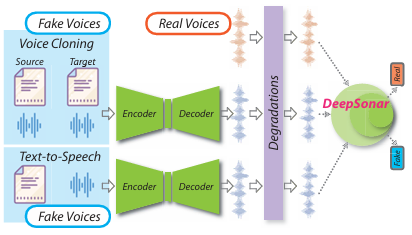 Fake Voices
Real Voices
Voice Cloning
Source
Target
Encoder
Decoder
Degradations
DeepSonar
Real
Fake
Text-to-Speech
Encoder
Decoder
Fake Voices